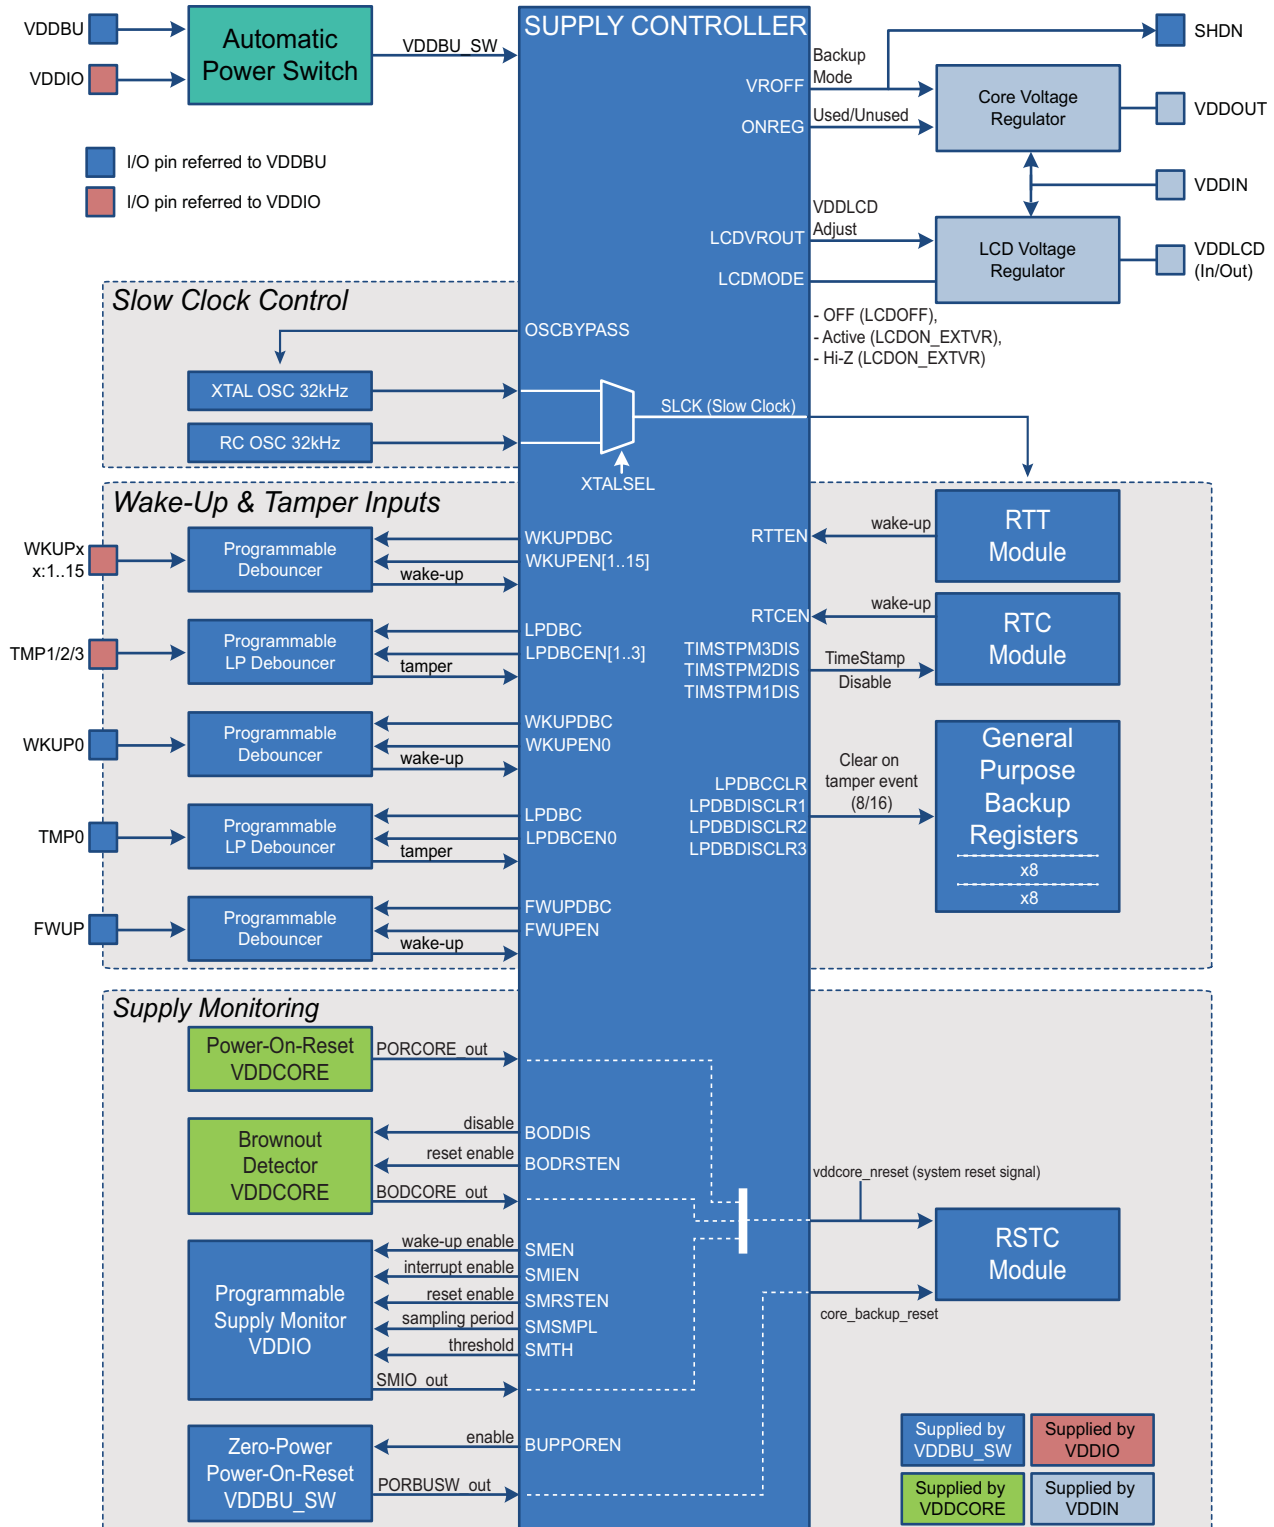 SUPPLY CONTROLLER
VDDBU
VDDIO
Automatic
Power Switch
VDDBU_SW
I/O pin referred to VDDBU
I/O pin referred to VDDIO
VROFF
Backup
Mode
ONREG
Used/Unused
Core Voltage
Regulator
SHDN
VDDOUT
VDDIN
LCDVROUT
VDDLCD
Adjust
LCDMODE
LCD Voltage
Regulator
VDDLCD
(In/Out)
- OFF (LCDOFF),
- Active (LCDON_EXTVR),
- Hi-Z (LCDON_EXTVR)
Slow Clock Control
OSCBYPASS
XTAL OSC 32kHz
RC OSC 32kHz
SLCK (Slow Clock)
XTALSEL
Wake-Up & Tamper Inputs
WKUPx
x:1..15
Programmable
Debouncer
WKUPDBC
WKUPEN[1..15]
wake-up
TMP1/2/3
Programmable
LP Debouncer
LPDBC
LPDBCEN[1..3]
tamper
WKUP0
Programmable
Debouncer
WKUPDBC
WKUPEN0
wake-up
TMP0
Programmable
LP Debouncer
LPDBC
LPDBCEN0
tamper
FWUP
Programmable
Debouncer
FWUPDBC
FWUPEN
wake-up
RTTEN
wake-up
RTT
Module
RTCEN
wake-up
RTC
Module
TIMSTPM3DIS
TIMSTPM2DIS
TIMSTPM1DIS
TimeStamp
Disable
LPDBCCLR
LPDBDISCLR1
LPDBDISCLR2
LPDBDISCLR3
Clear on
tamper event
(8/16)
General
Purpose
Backup
Registers
x8
x8
Supply Monitoring
Power-On-Reset
VDDCORE
PORCORE_out
Brownout
Detector
VDDCORE
disable
BODDIS
reset enable
BODRSTEN
BODCORE_out
Programmable
Supply Monitor
VDDIO
wake-up enable
SMEN
interrupt enable
SMIEN
reset enable
SMRSTEN
sampling period
SMSMPL
threshold
SMTH
SMIO_out
Zero-Power
Power-On-Reset
VDDBU_SW
enable
BUPPOREN
PORBUSW_out
vddcore_nreset (system reset signal)
RSTC
Module
core_backup_reset
Supplied by
VDDBU_SW
Supplied by
VDDIO
Supplied by
VDDCORE
Supplied by
VDDIN